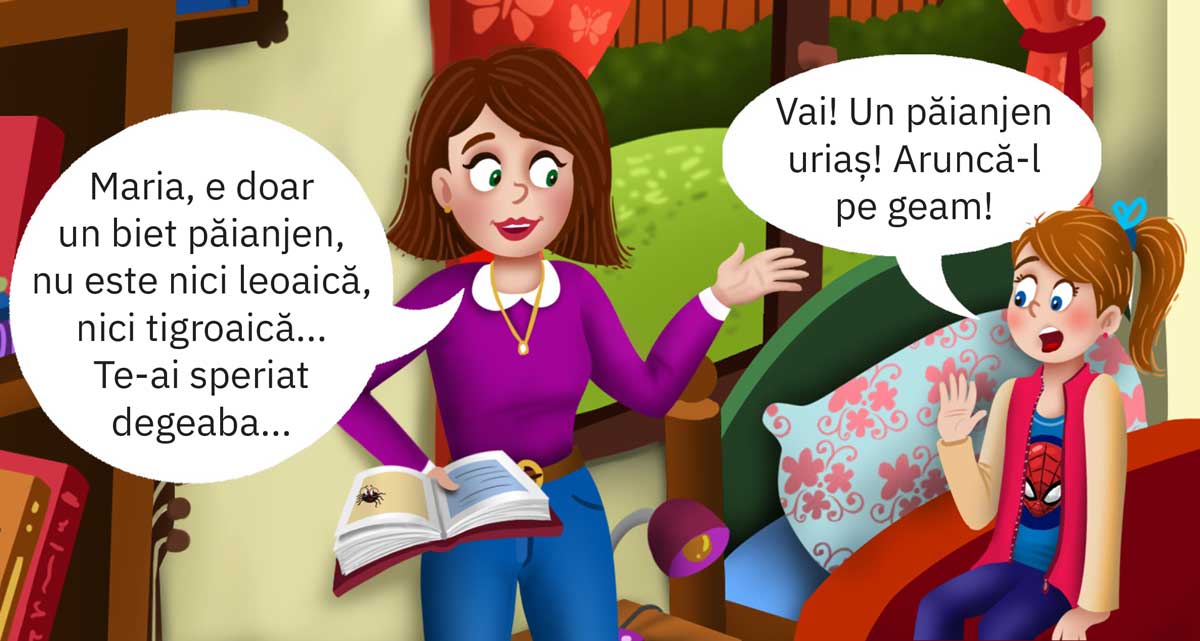 Maria, e doar
un biet păianjen,
nu este nici leoaică,
nici tigroaică...
Te-ai speriat
degeaba...
Vai! Un păianjen
uriaș! Aruncă-l
pe geam!